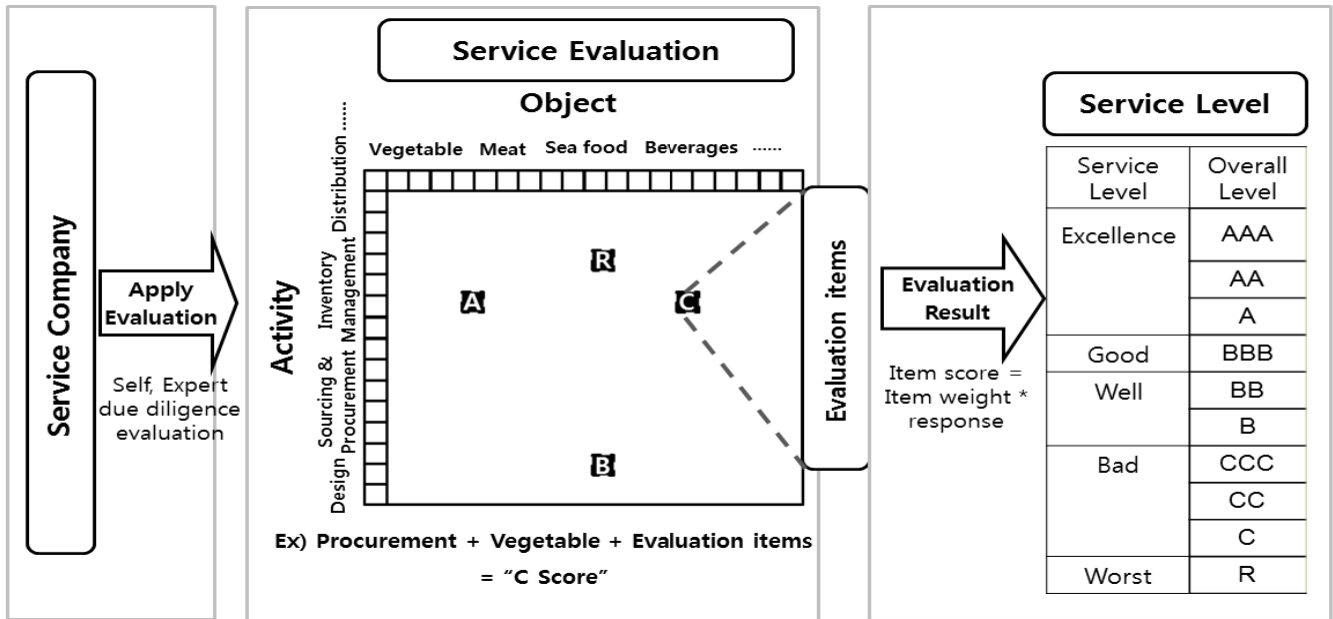 Service Company
Apply
Evaluation
Self, Expert
due diligence
evaluation
Service Evaluation
Object
Vegetable Meat Sea food Beverages ......
Activity
Design
Sourcing &
Procurement
Inventory
Management
Distribution ......
A
R
C
B
Evaluation items
Ex) Procurement + Vegetable + Evaluation items
= “C Score”
Evaluation
Result
Item score =
Item weight *
response
Service Level
Service
Level
Overall
Level
Excellence
AAA
AA
A
Good
BBB
Well
BB
B
Bad
CCC
CC
C
Worst
R